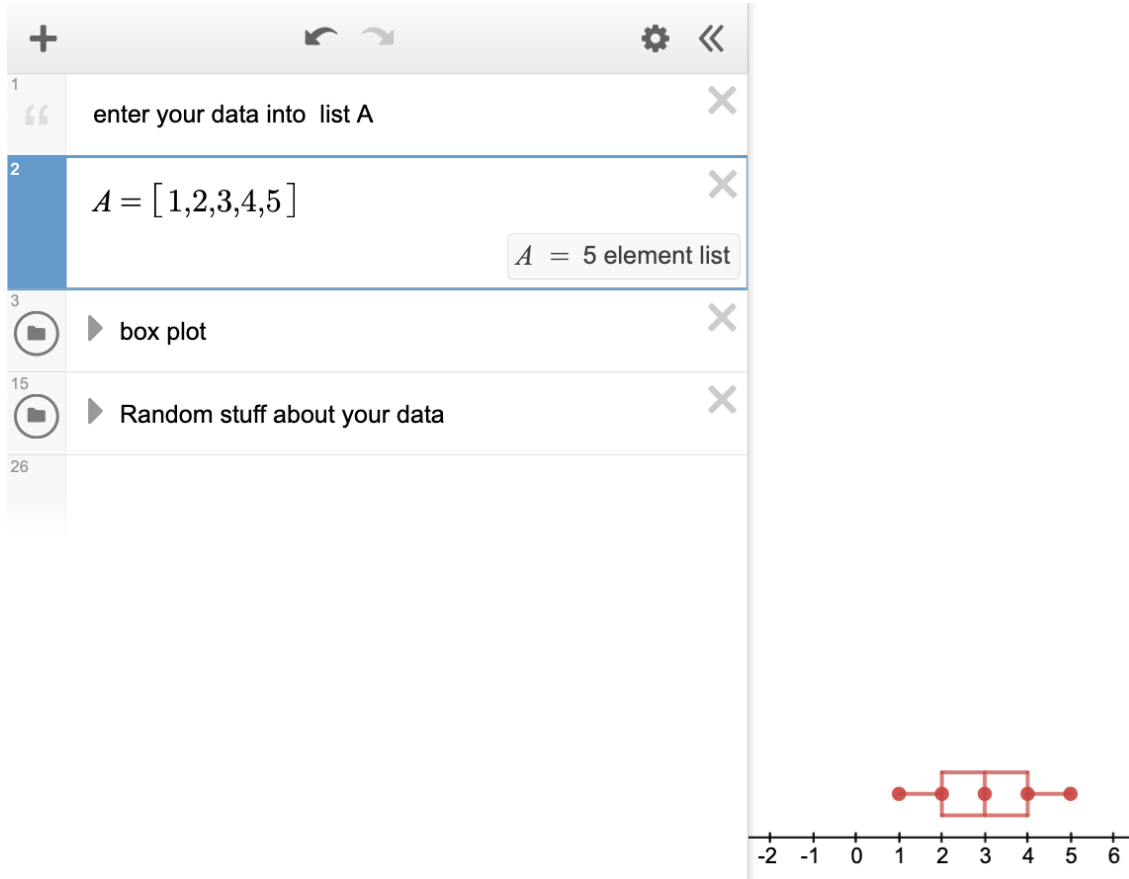 1
enter your data into list A
2
A = [1,2,3,4,5]
A = 5 element list
3
box plot
15
Random stuff about your data
26
-2 -1 0 1 2 3 4 5 6